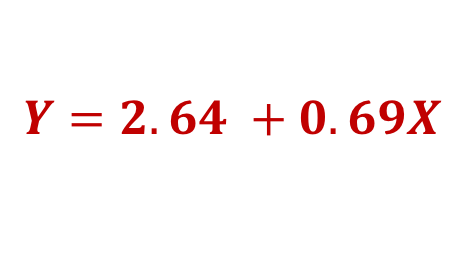 Y = 2.64 + 0.69X